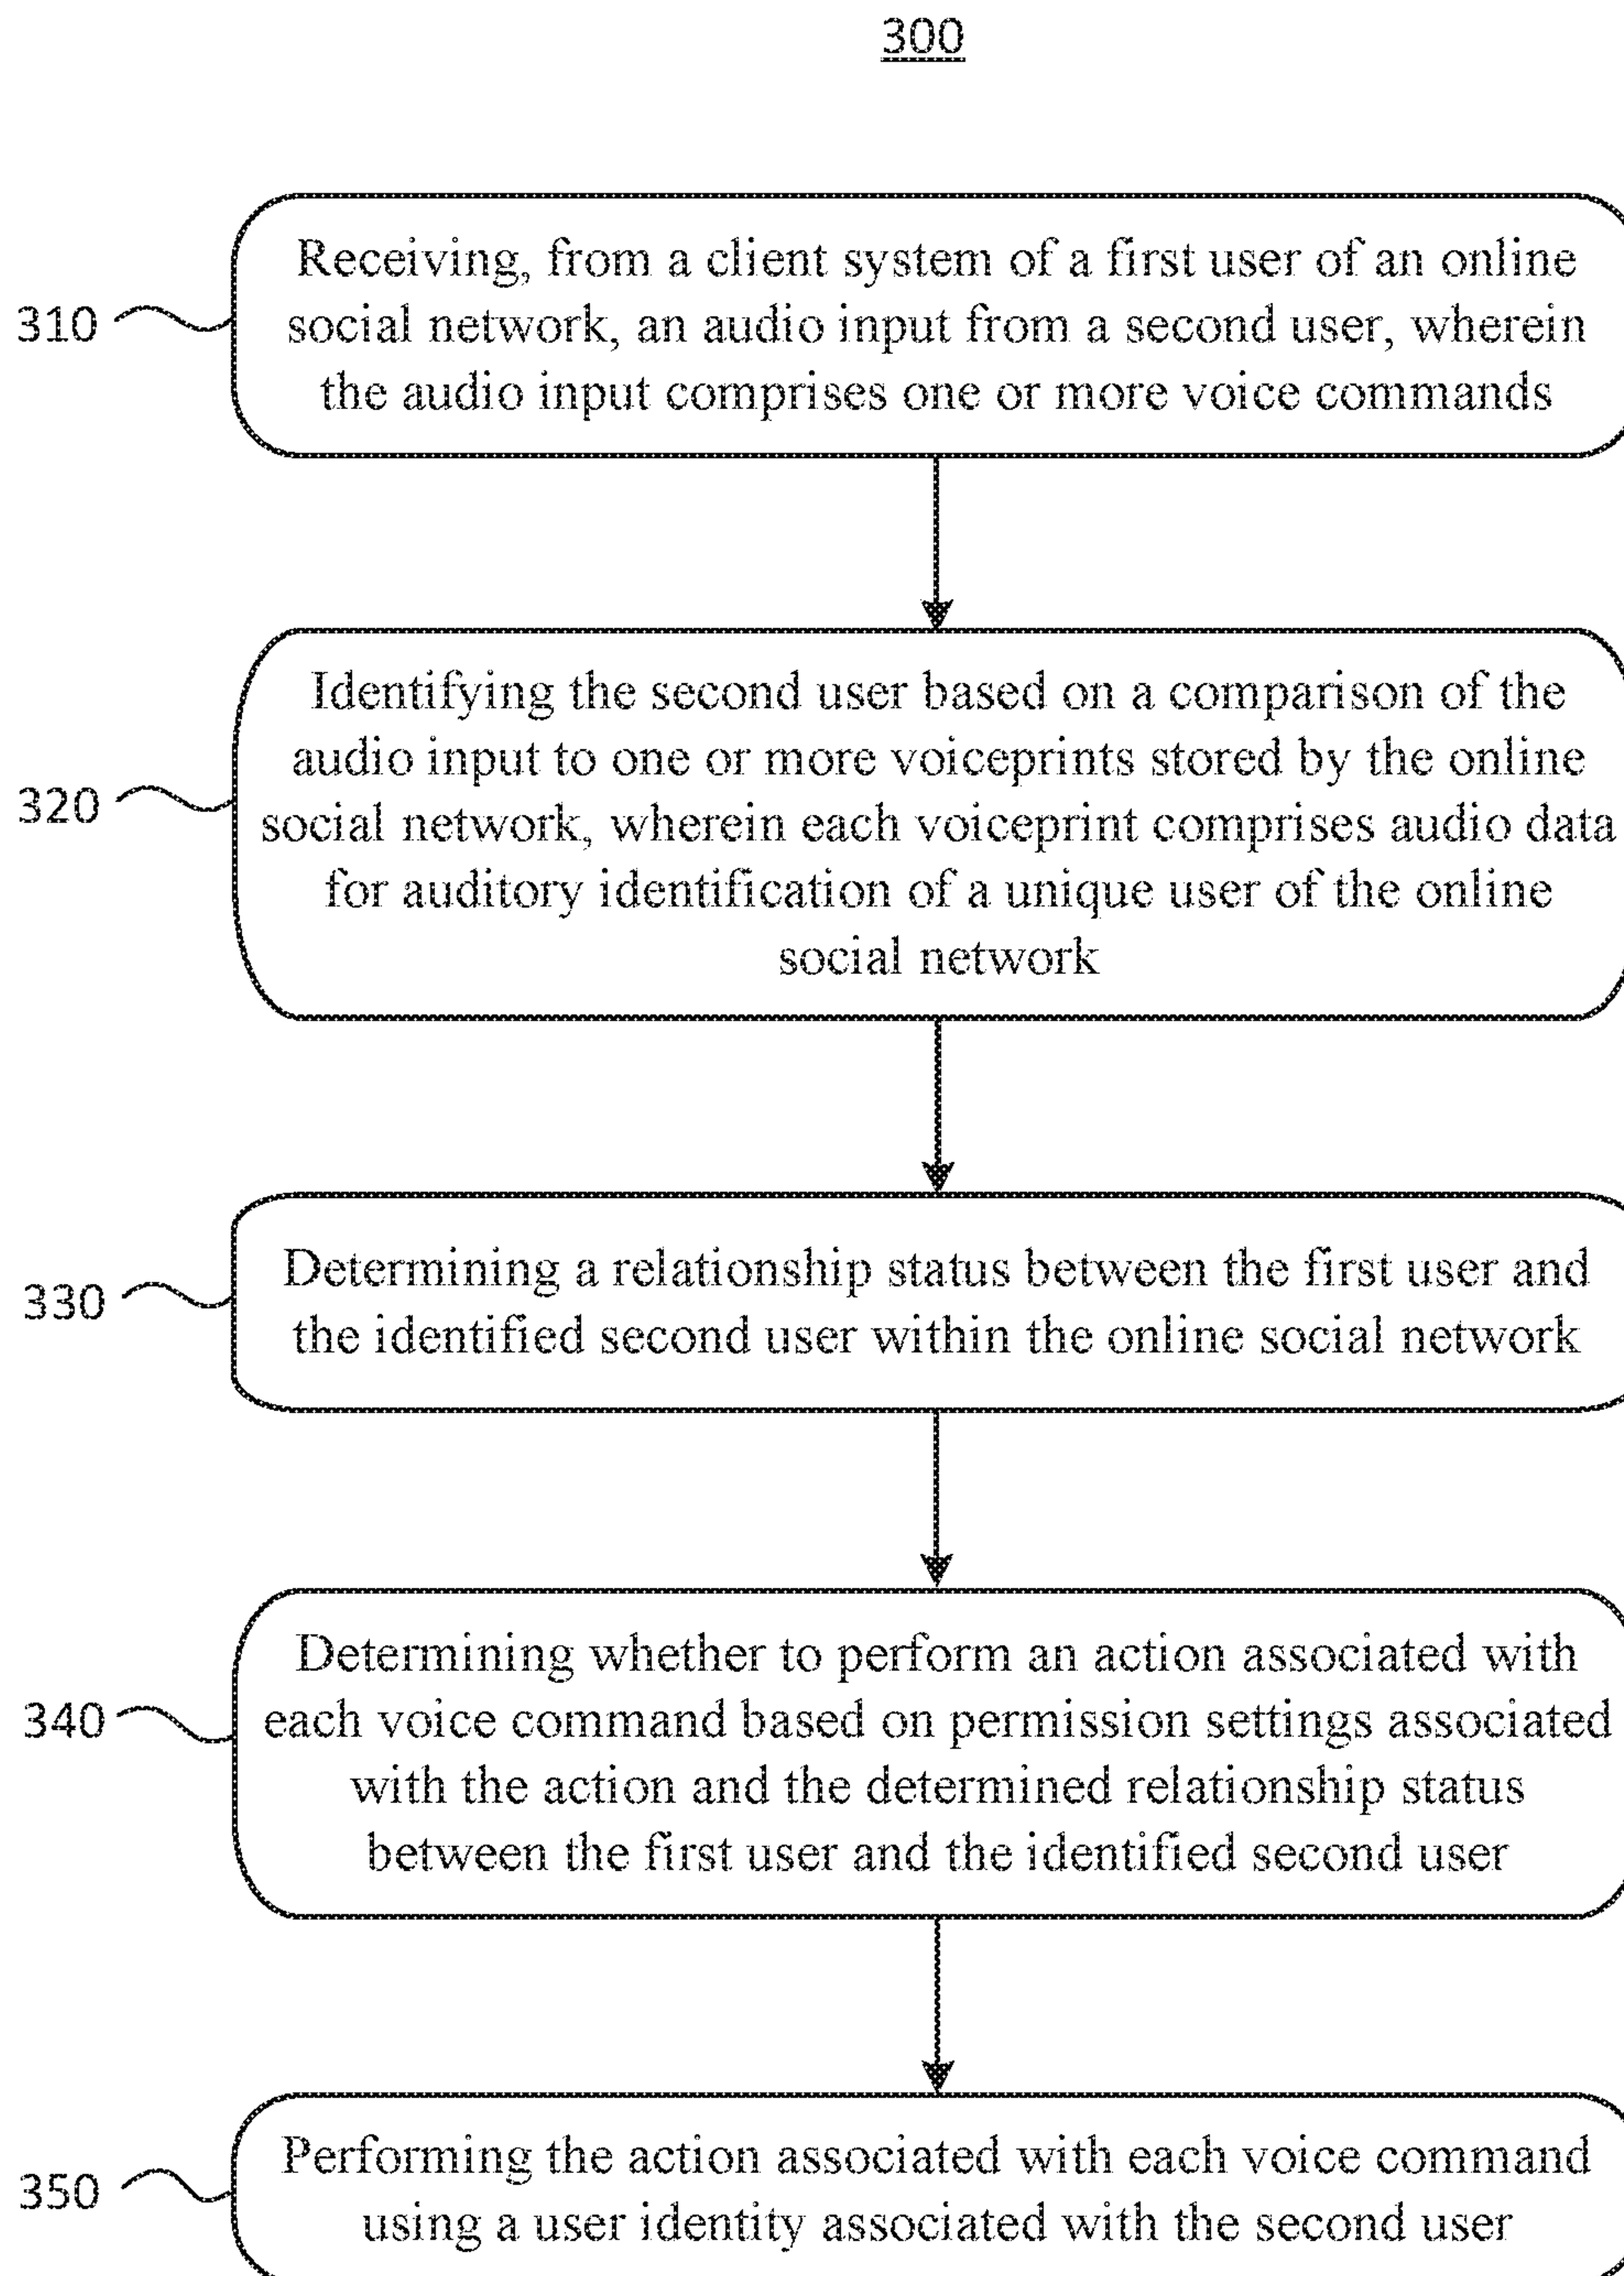 300
310
Receiving, from a client system of a first user of an online
social network, an audio input from a second user, wherein
the audio input comprises one or more voice commands
320
Identifying the second user based on a comparison of the
audio input to one or more voiceprints stored by the online
social network, wherein each voiceprint comprises audio data
for auditory identification of a unique user of the online
social network
330
Determining a relationship status between the first user and
the identified second user within the online social network
340
Determining whether to perform an action associated with
each voice command based on permission settings associated
with the action and the determined relationship status
between the first user and the identified second user
350
Performing the action associated with each voice command
using a user identity associated with the second user